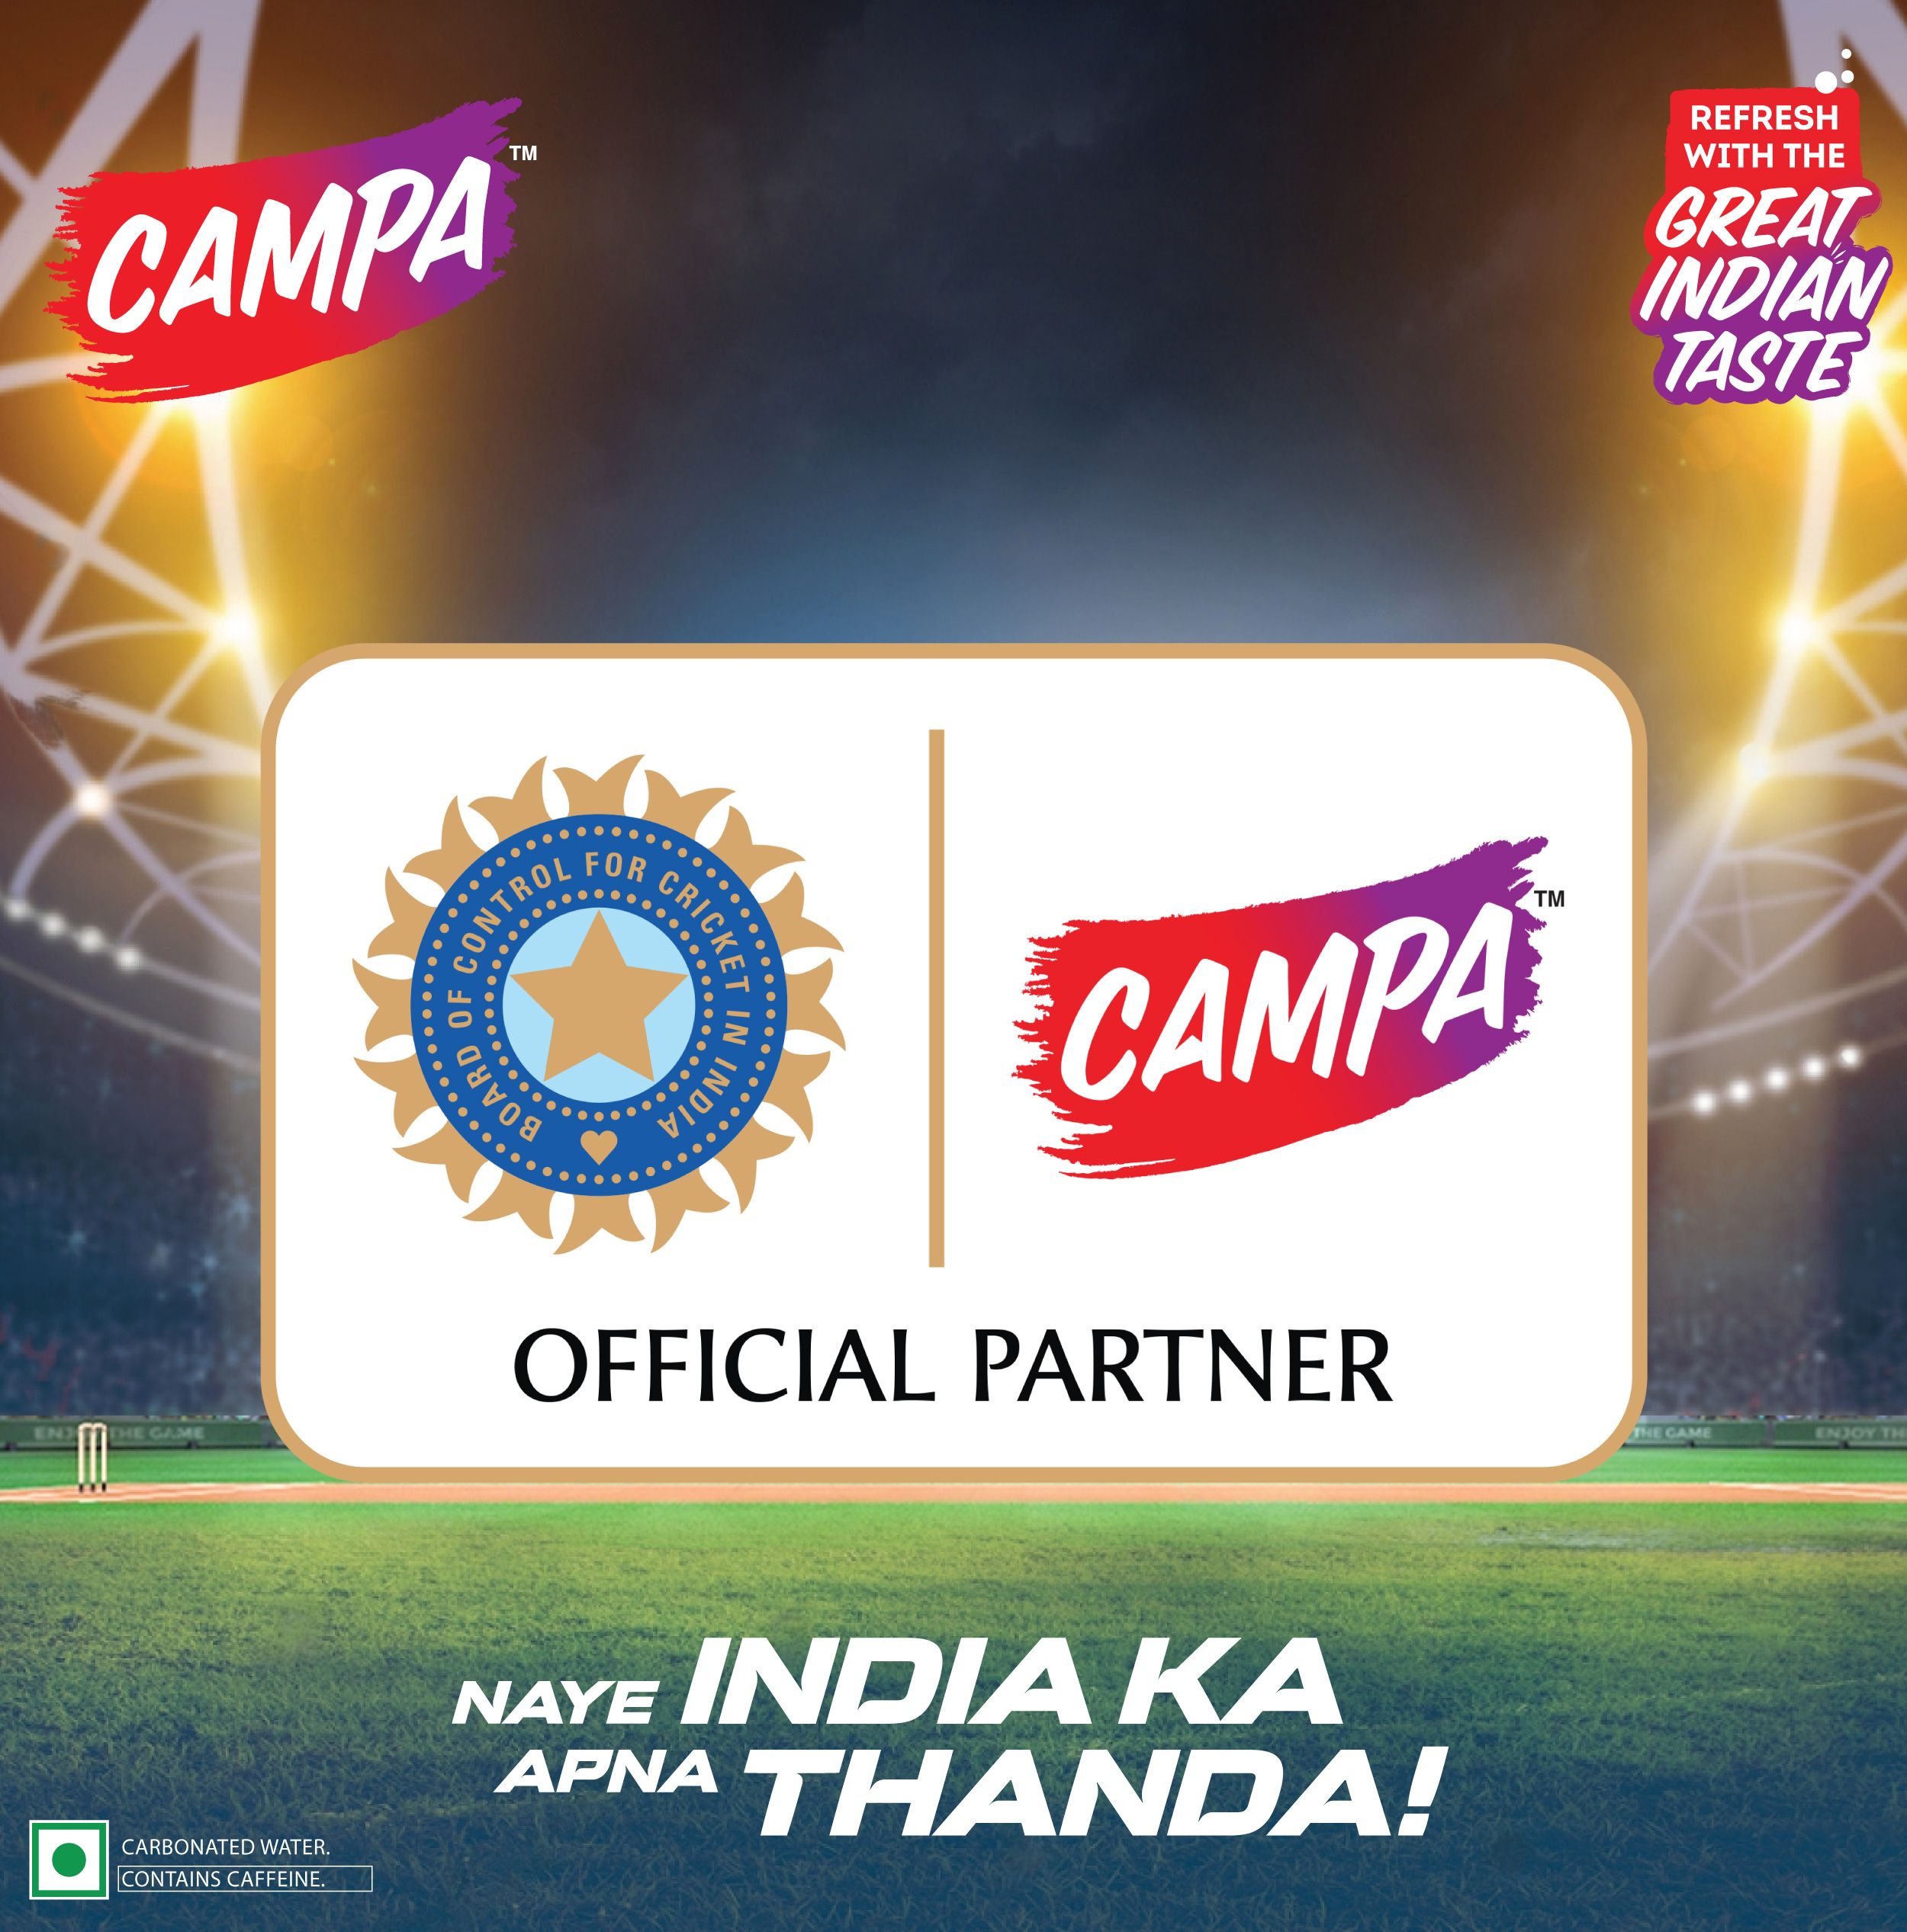 CAMPA™
REFRESH
WITH THE
GREAT
INDIAN
TASTE
BOARD OF CONTROL FOR CRICKET IN INDIA
CAMPA™
OFFICIAL PARTNER
ENJOY THE GAME
THE GAME
ENJOY TH
NAYE INDIA KA
APNA THANDA!
CARBONATED WATER.
CONTAINS CAFFEINE.